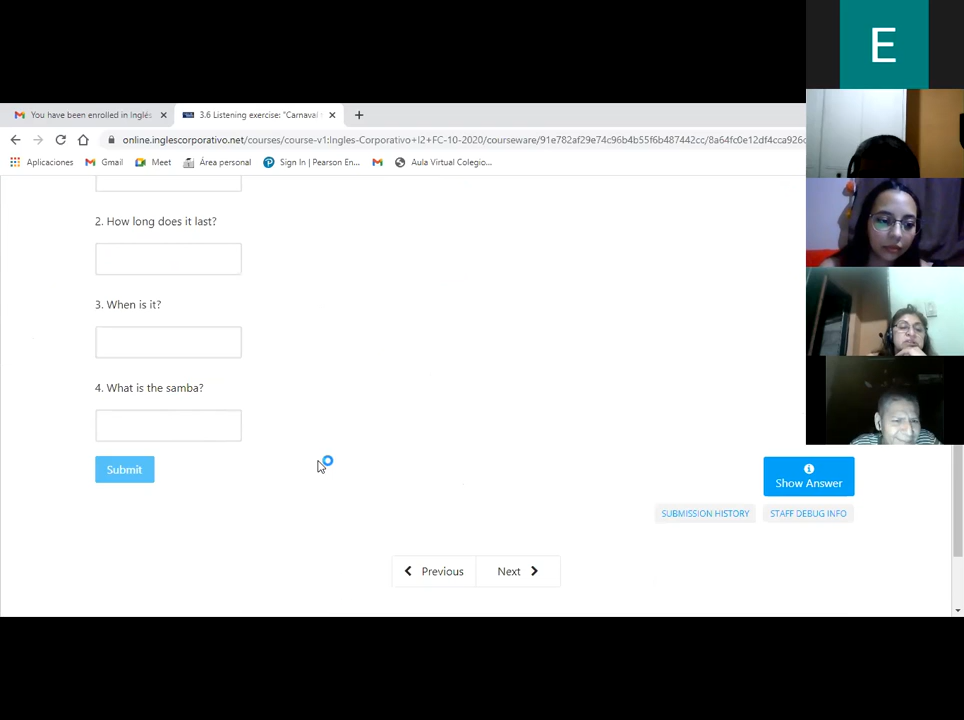 E
You have been enrolled in Inglés
3.6 Listening exercise: "Carnaval
online.inglescorporativo.net/courses/course-v1:Ingles-Corporativo+I2+FC-10-2020/courseware/91e782af29e74c96b4b55f6b487442cc/8a64fc0e12df4cca926c
Aplicaciones Gmail Meet Área personal Sign In | Pearson En... Aula Virtual Colegio...
2. How long does it last?
3. When is it?
4. What is the samba?
Submit
Show Answer
SUBMISSION HISTORY STAFF DEBUG INFO
Previous Next